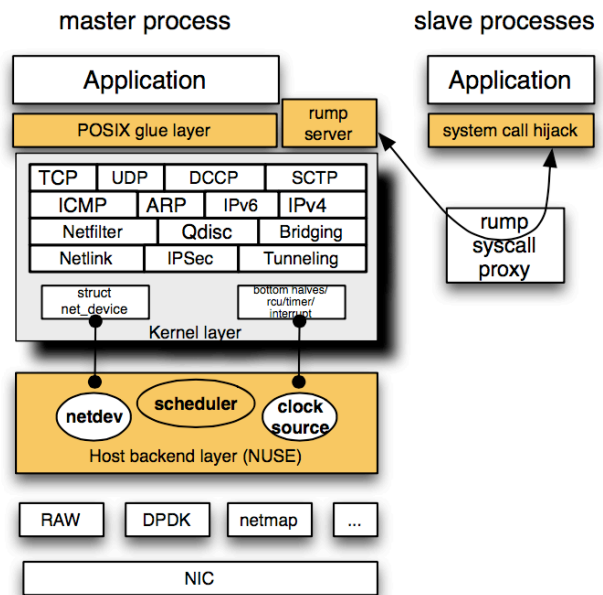 master process
slave processes
Application
Application
POSIX glue layer
rump
server
system call hijack
TCP
UDP
DCCP
SCTP
ICMP
ARP
IPv6
IPv4
Netfilter
Qdisc
Bridging
Netlink
IPSec
Tunneling
rump
syscall
proxy
struct
net_device
bottom halves/
rcu/timer/
interrupt
Kernel layer
netdev
scheduler
clock
source
Host backend layer (NUSE)
RAW
DPDK
netmap
...
NIC